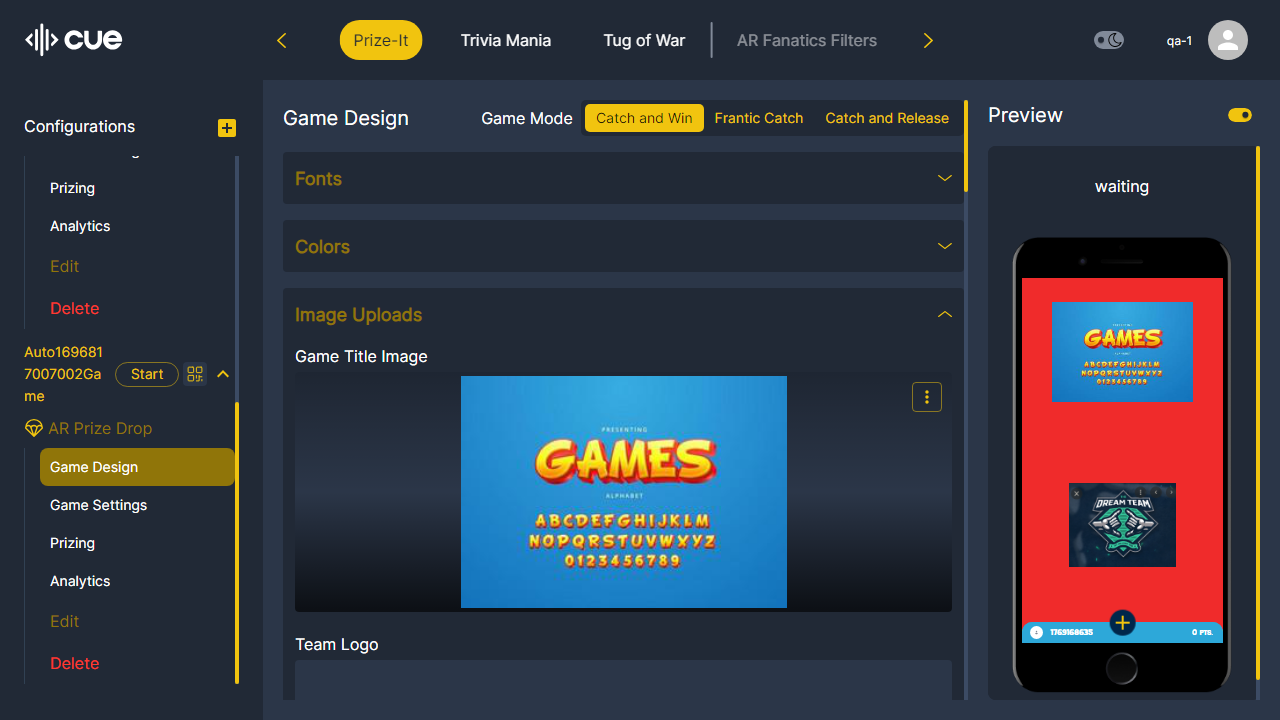 cue
Prize-It
Trivia Mania
Tug of War
AR Fanatics Filters
qa-1
Configurations
Prizing
Analytics
Edit
Delete
Auto169681
7007002Ga
me
Start
AR Prize Drop
Game Design
Game Settings
Prizing
Analytics
Edit
Delete
Game Design
Game Mode
Catch and Win
Frantic Catch
Catch and Release
Fonts
Colors
Image Uploads
Game Title Image
PRESENTING
GAMES
ALPHABET
ABCDEFGHIJKLM
NOPQRSTUVWXYZ
0123456789
Team Logo
Preview
waiting
GAMES
ABCDEFGHIJKLM
NOPQRSTUVWXYZ
0123456789
DREAM TEAM
1769168635
0 PTS.